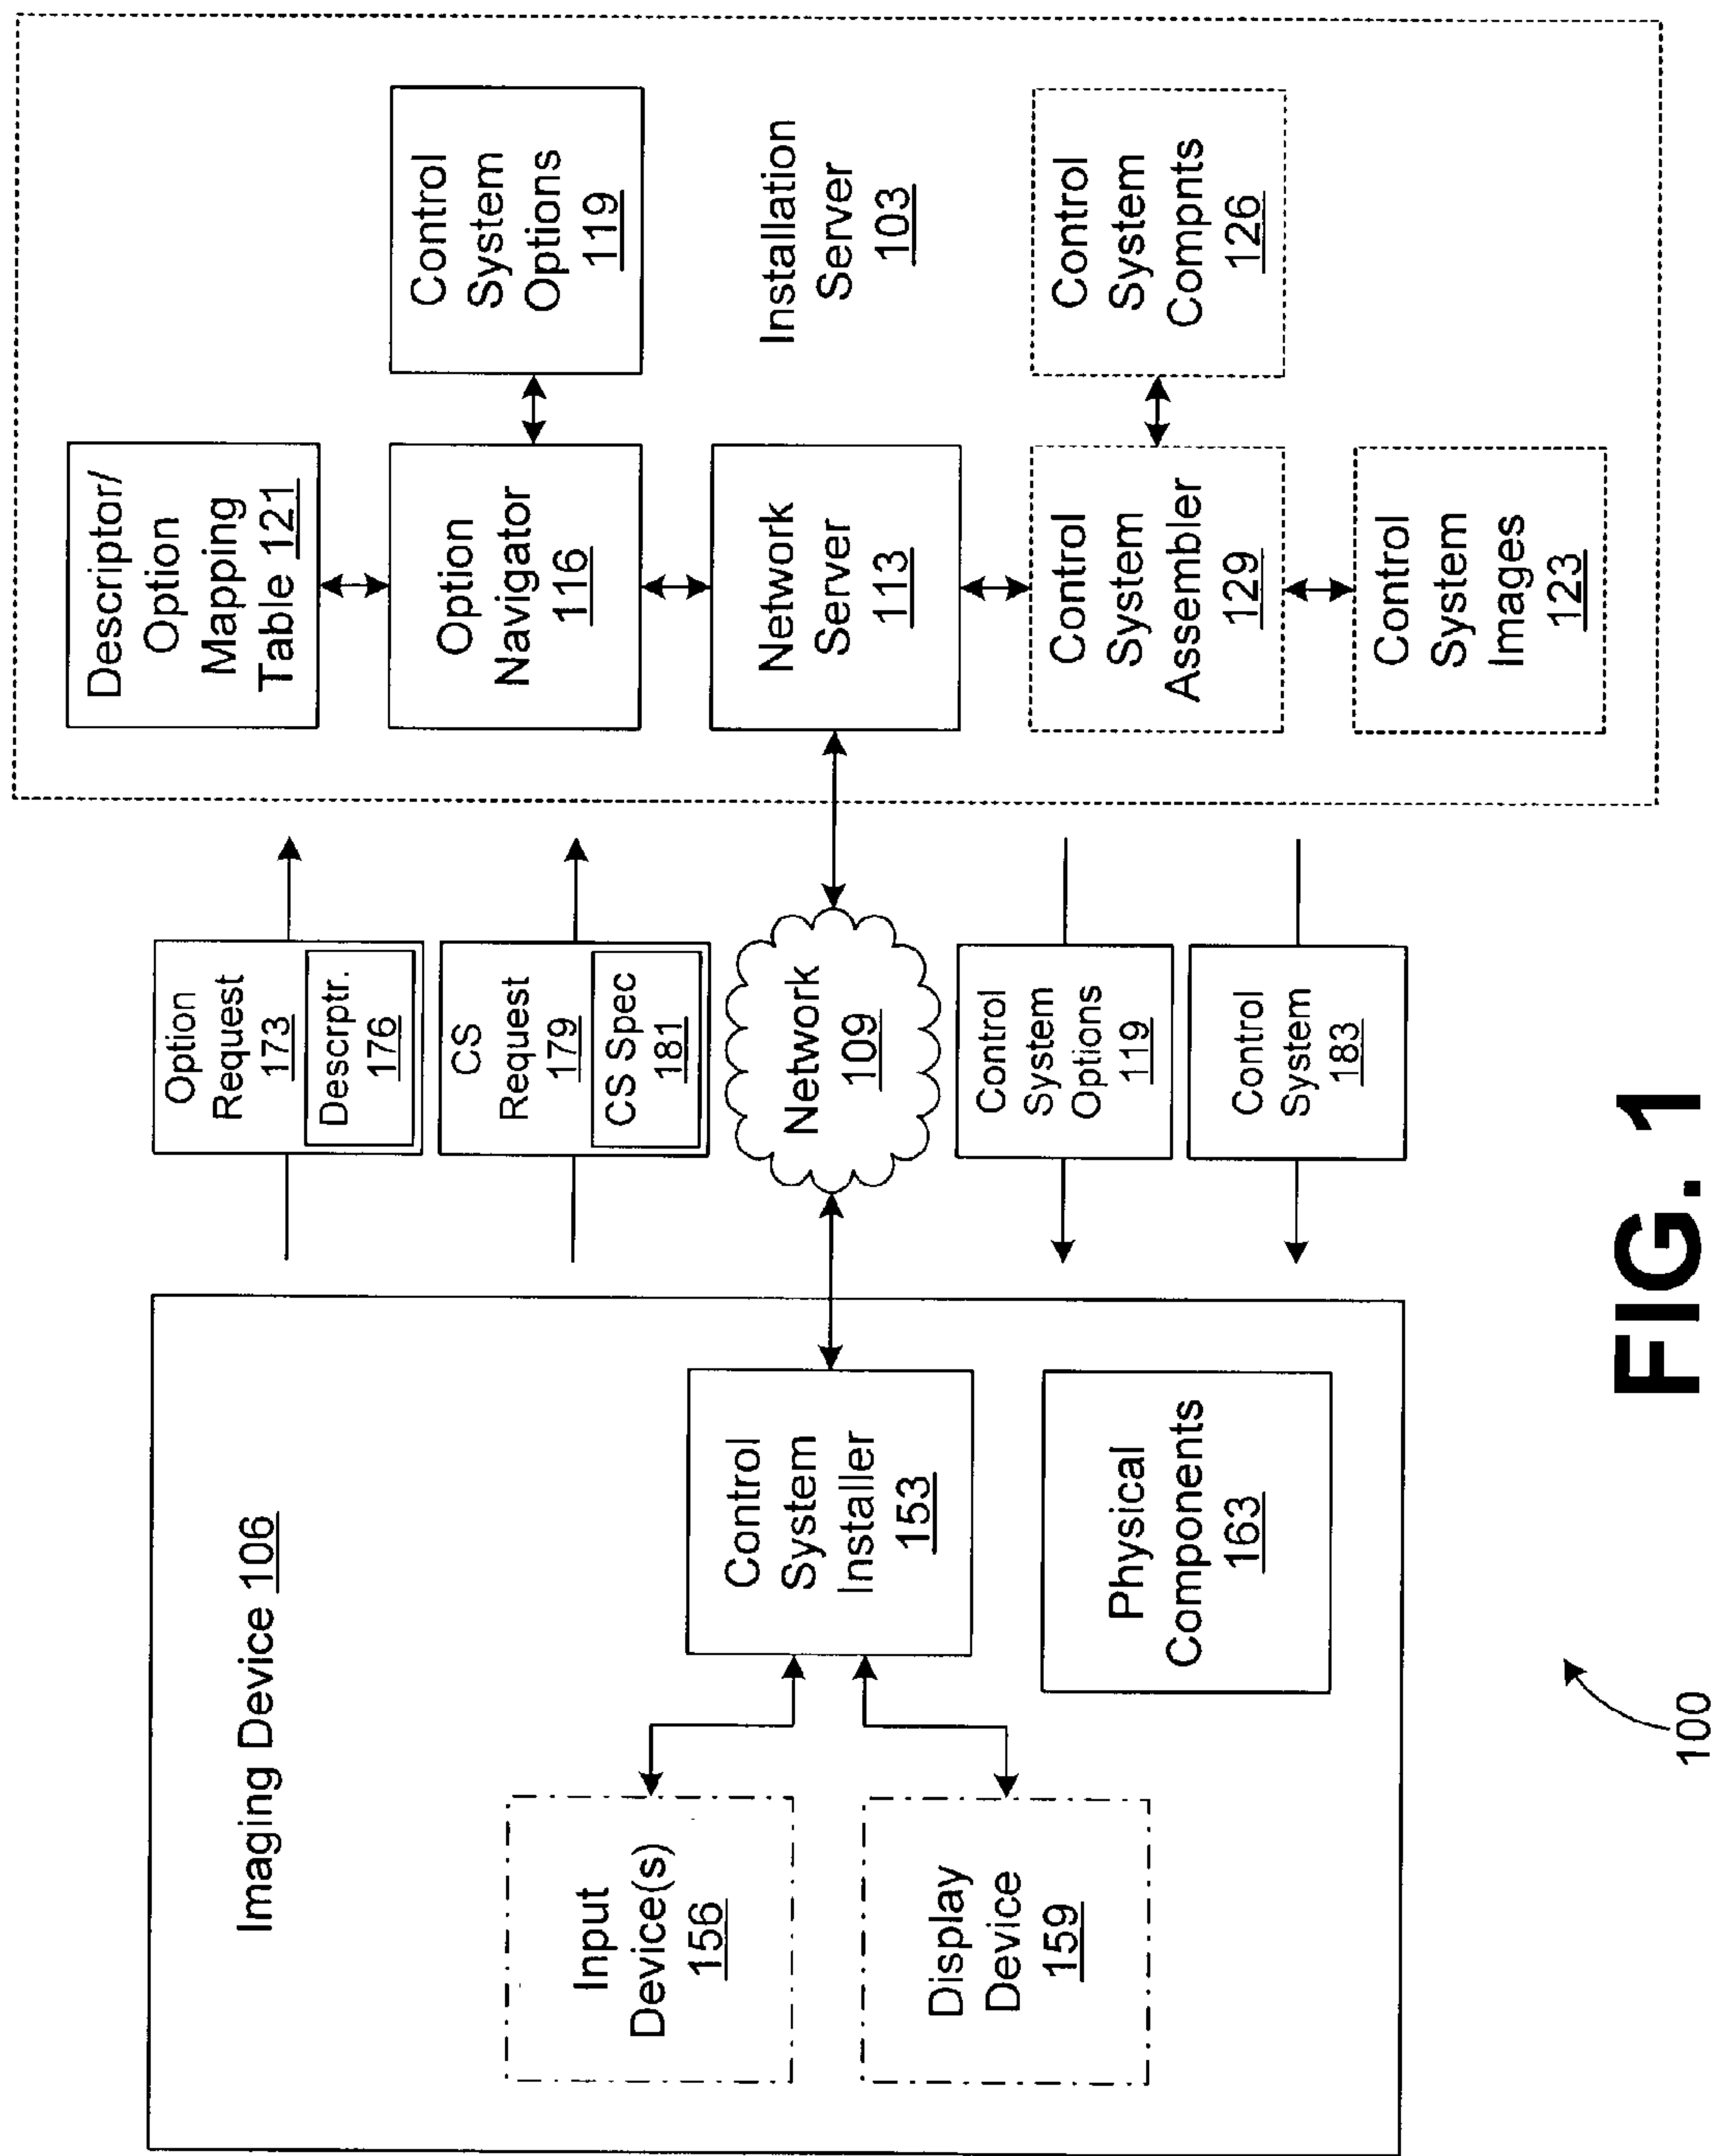 Imaging Device 106
Input
Device(s)
156
Display
Device
159
Control
System
Installer
153
Physical
Components
163
Option
Request
173
Descrptr.
176
CS
Request
179
CS Spec
181
Network
109
Control
System
Options
119
Control
System
183
Descriptor/
Option
Mapping
Table 121
Option
Navigator
116
Control
System
Options
119
Network
Server
113
Installation
Server
103
Control
System
Assembler
129
Control
System
Compnts
126
Control
System
Images
123
100
FIG. 1